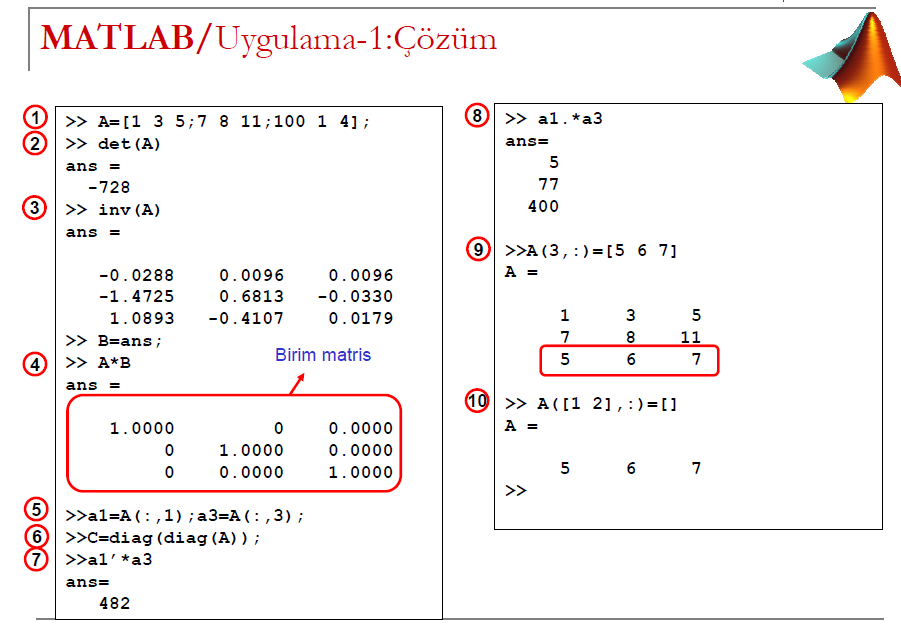 MATLAB/Uygulama-1:Çözüm
1 >> A=[1 3 5;7 8 11;100 1 4];
2 >> det(A)
ans =
-728
3 >> inv(A)
ans =
-0.0288 0.0096 0.0096
-1.4725 0.6813 -0.0330
1.0893 -0.4107 0.0179
>> B=ans;
Birim matris
4 >> A*B
ans =
1.0000 0 0.0000
0 1.0000 0.0000
0 0.0000 1.0000
5 >>a1=A(:,1);a3=A(:,3);
6 >>C=diag(diag(A));
7 >>a1’*a3
ans=
482
8 >> a1.*a3
ans=
5
77
400
9 >>A(3,:)=[5 6 7]
A =
1 3 5
7 8 11
5 6 7
10 >> A([1 2],:)=[]
A =
5 6 7
>>